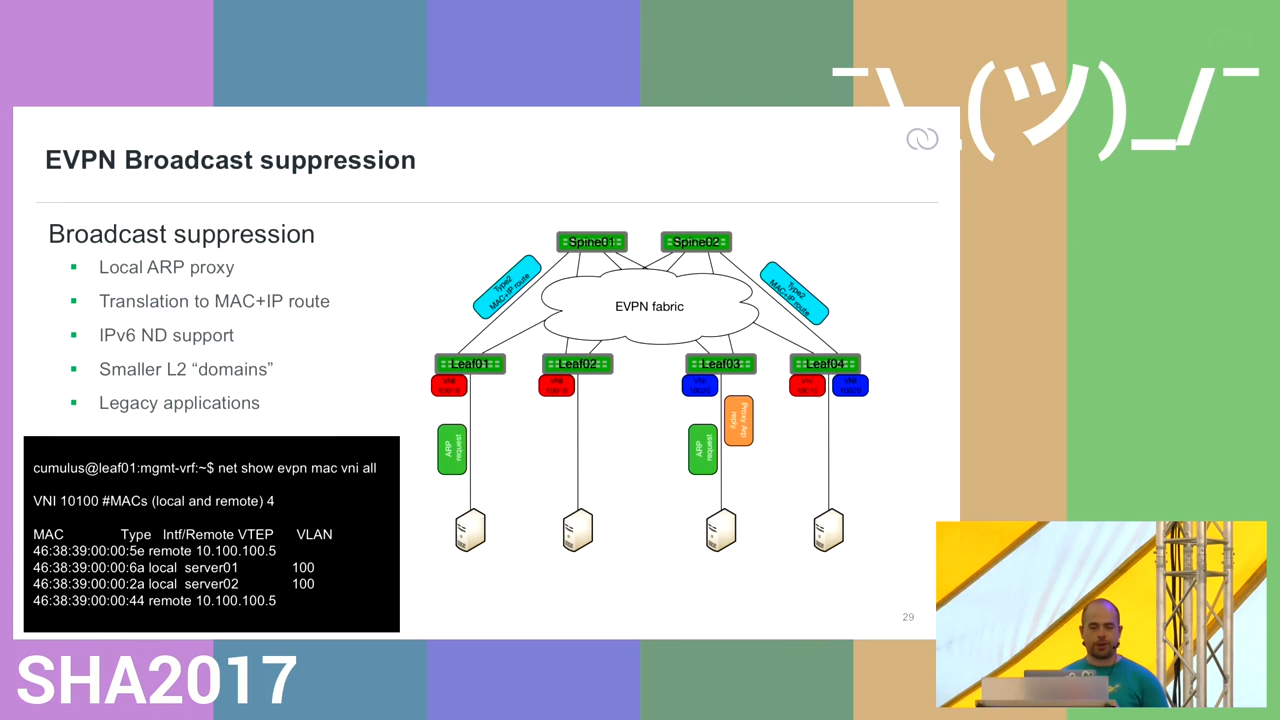 ¯\_(ツ)_/¯
EVPN Broadcast suppression
Broadcast suppression
Local ARP proxy
Translation to MAC+IP route
IPv6 ND support
Smaller L2 “domains”
Legacy applications
cumulus@leaf01:mgmt-vrf:~$ net show evpn mac vni all
VNI 10100 #MACs (local and remote) 4
MAC Type Intf/Remote VTEP VLAN
46:38:39:00:00:5e remote 10.100.100.5
46:38:39:00:00:6a local server01 100
46:38:39:00:00:2a local server02 100
46:38:39:00:00:44 remote 10.100.100.5
Spine01
Spine02
Type2
MAC+IP route
Type2
MAC+IP route
EVPN fabric
Leaf01
Leaf02
Leaf03
Leaf04
VNI
VNI
VNI
VNI
VNI
ARP
request
ARP
request
Proxy Arp
reply
29
SHA2017